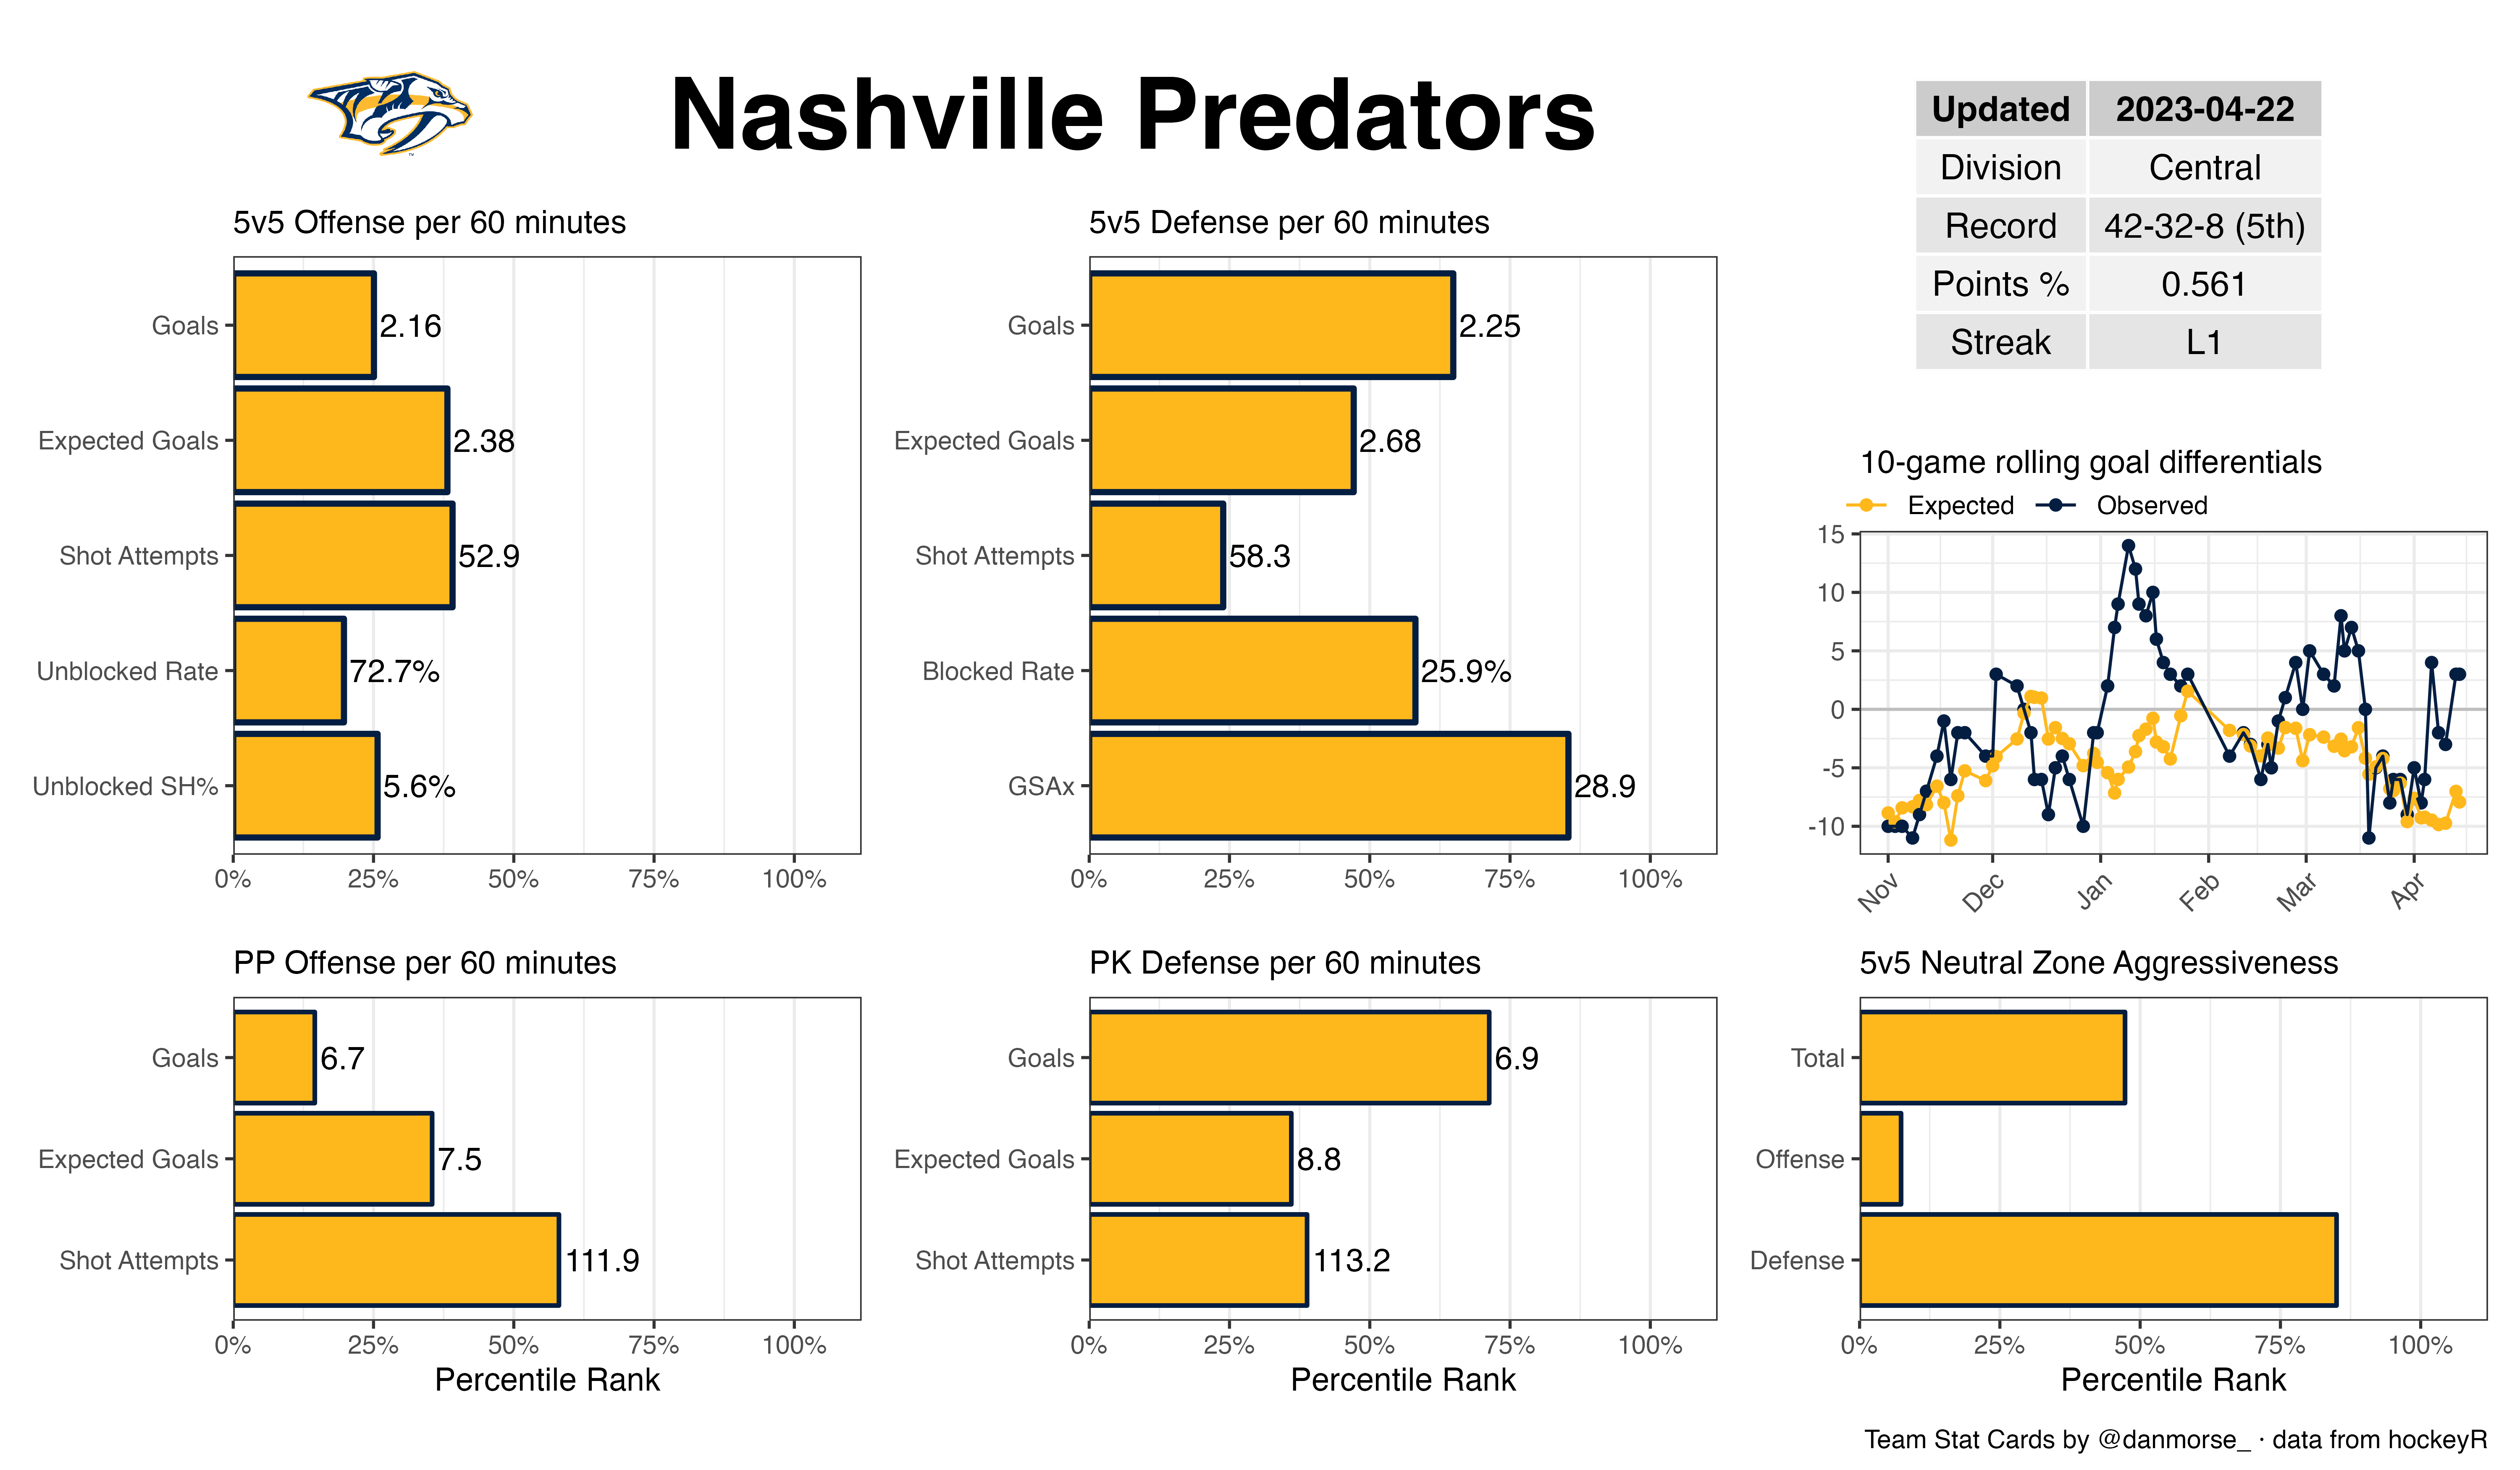 Nashville Predators
Updated 2023-04-22
Division Central
Record 42-32-8 (5th)
Points % 0.561
Streak L1
5v5 Offense per 60 minutes
Goals 2.16
Expected Goals 2.38
Shot Attempts 52.9
Unblocked Rate 72.7%
Unblocked SH% 5.6%
0% 25% 50% 75% 100%
5v5 Defense per 60 minutes
Goals 2.25
Expected Goals 2.68
Shot Attempts 58.3
Blocked Rate 25.9%
GSAx 28.9
0% 25% 50% 75% 100%
10-game rolling goal differentials
Expected Observed
15
10
5
0
-5
-10
Nov Dec Jan Feb Mar Apr
PP Offense per 60 minutes
Goals 6.7
Expected Goals 7.5
Shot Attempts 111.9
0% 25% 50% 75% 100%
Percentile Rank
PK Defense per 60 minutes
Goals 6.9
Expected Goals 8.8
Shot Attempts 113.2
0% 25% 50% 75% 100%
Percentile Rank
5v5 Neutral Zone Aggressiveness
Total
Offense
Defense
0% 25% 50% 75% 100%
Percentile Rank
Team Stat Cards by @danmorse_ · data from hockeyR